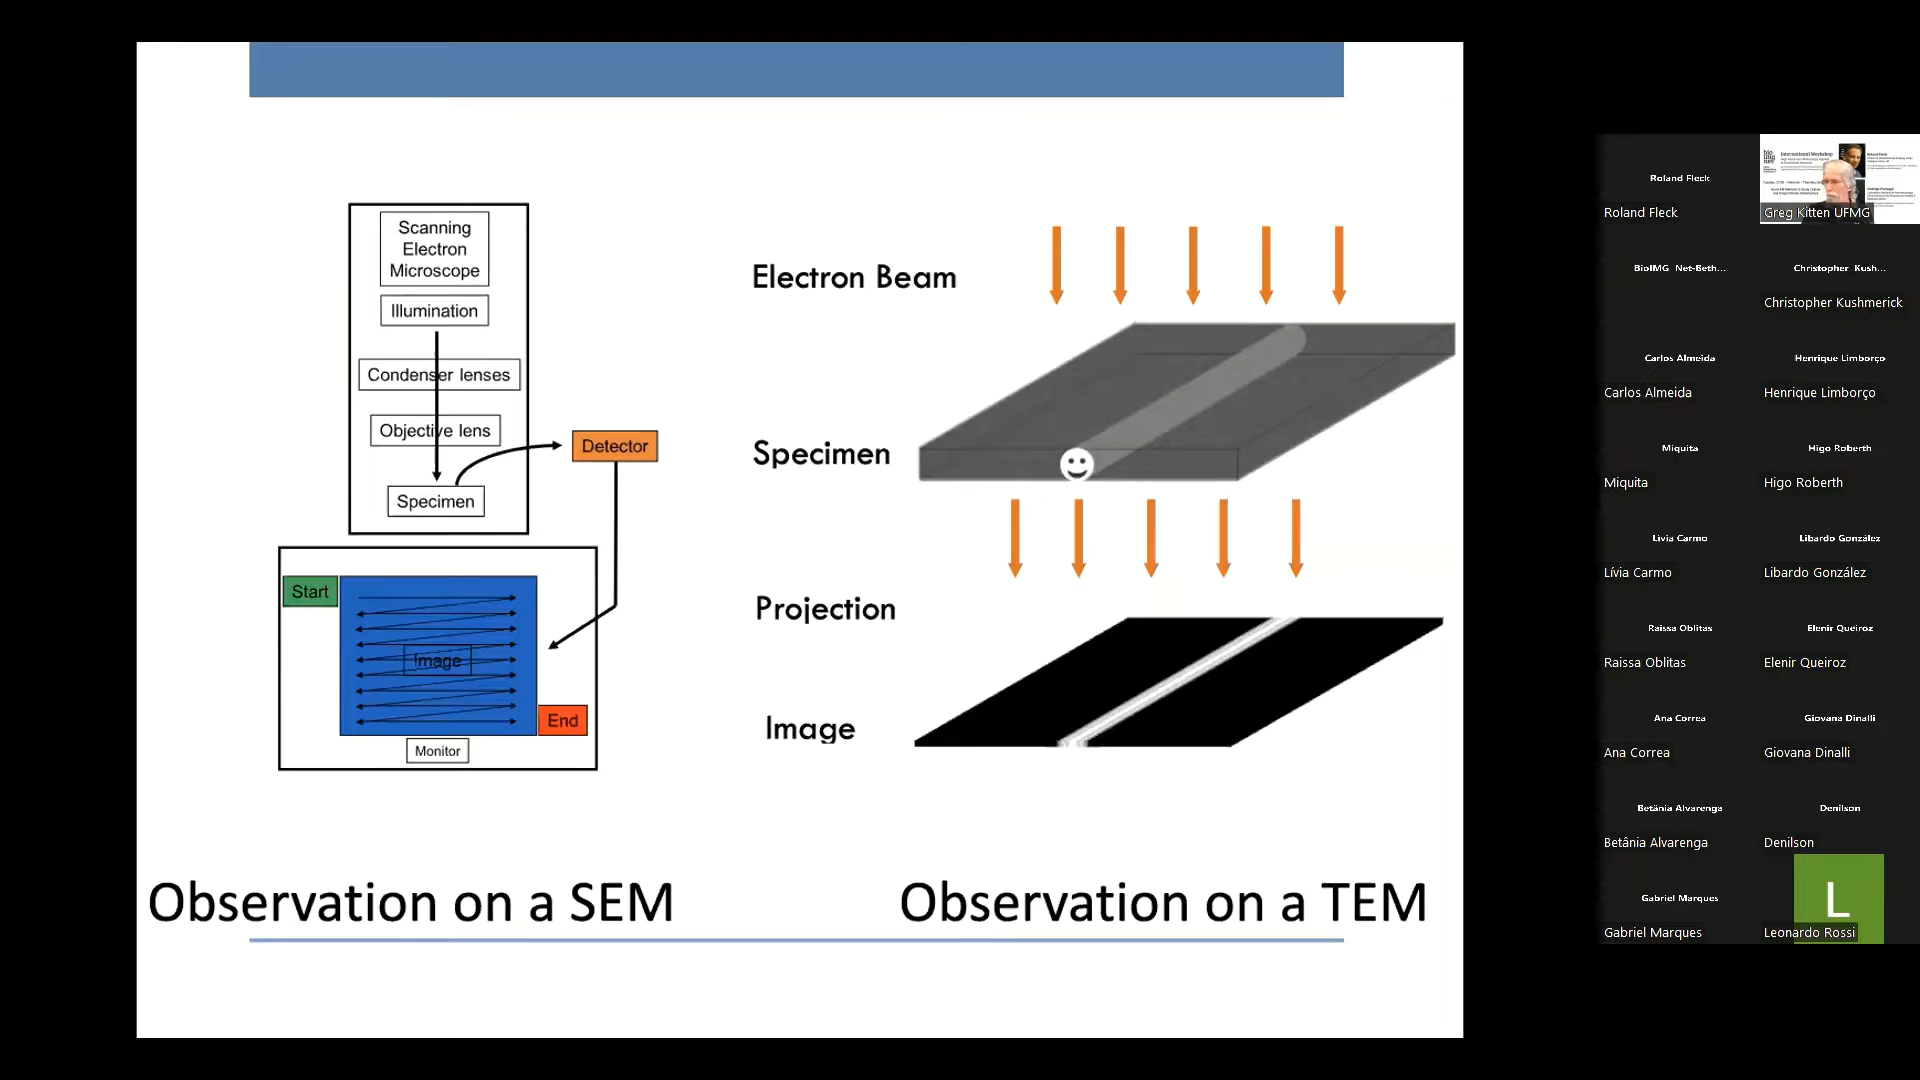 Scanning
Electron
Microscope
Illumination
Condenser lenses
Objective lens
Specimen
Detector
Start
Image
End
Monitor
Observation on a SEM
Electron Beam
Specimen
Projection
Image
Observation on a TEM
Roland Fleck
Roland Fleck
International Workshop
Greg Kitten UFMG
BioIMG Net-Beth...
Christopher Kush...
Christopher Kushmerick
Carlos Almeida
Carlos Almeida
Henrique Limborço
Henrique Limborço
Miquita
Miquita
Higo Roberth
Higo Roberth
Lívia Carmo
Lívia Carmo
Libardo González
Libardo González
Raissa Oblitas
Raissa Oblitas
Elenir Queiroz
Elenir Queiroz
Ana Correa
Ana Correa
Giovana Dinalli
Giovana Dinalli
Betânia Alvarenga
Betânia Alvarenga
Denilson
Denilson
Gabriel Marques
Gabriel Marques
L
Leonardo Rossi